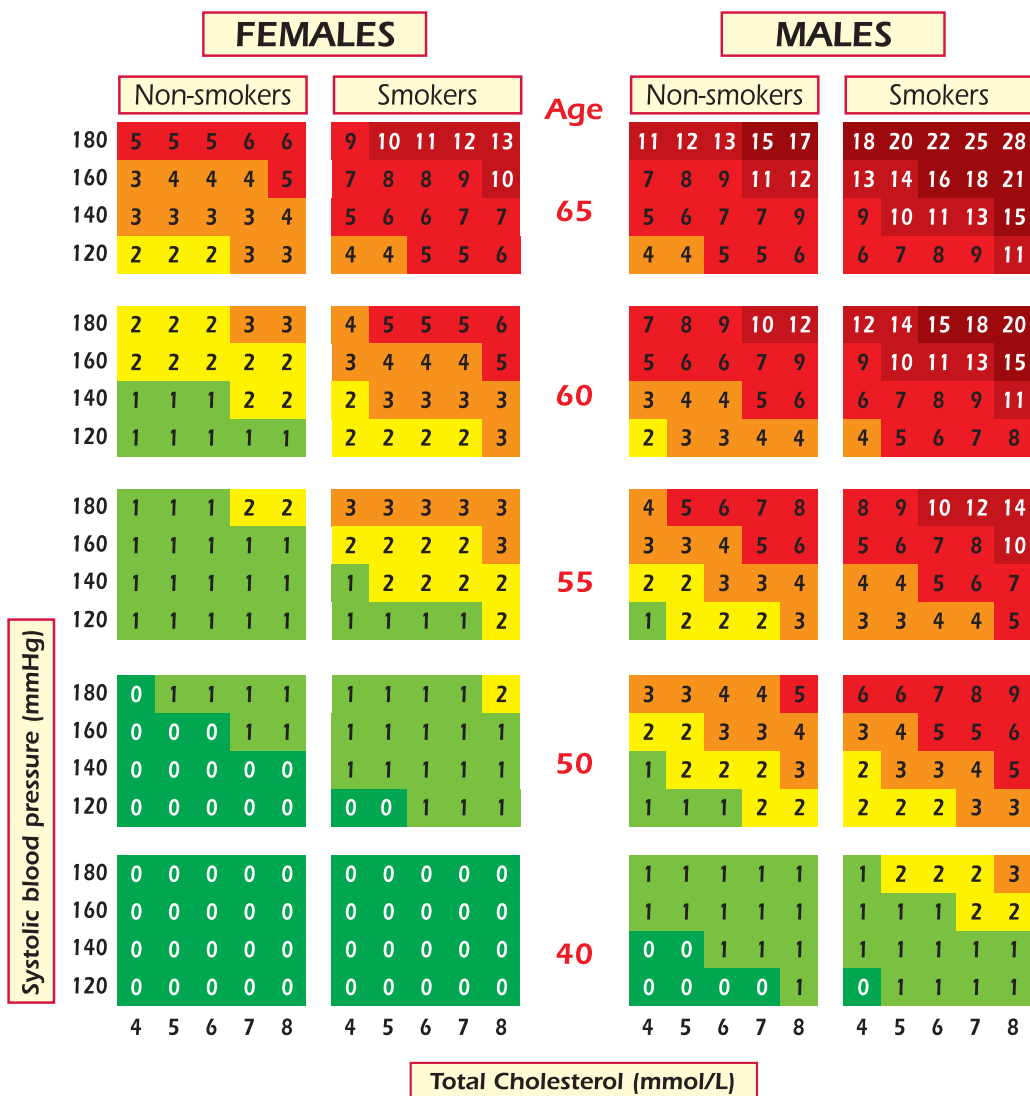 FEMALES MALES
Non-smokers Smokers Age Non-smokers Smokers
180 5 5 5 6 6 9 10 11 12 13 11 12 13 15 17 18 20 22 25 28
160 3 4 4 4 5 7 8 8 9 10 7 8 9 11 12 13 14 16 18 21
65
140 3 3 3 3 4 5 6 6 7 7 5 6 7 7 9 9 10 11 13 15
120 2 2 2 3 3 4 4 5 5 6 4 4 5 5 6 6 7 8 9 11
180 2 2 2 3 3 4 5 5 5 6 7 8 9 10 12 12 14 15 18 20
160 2 2 2 2 2 3 4 4 4 5 5 6 6 7 9 9 10 11 13 15
60
140 1 1 1 2 2 2 3 3 3 3 3 4 4 5 6 6 7 8 9 11
120 1 1 1 1 1 2 2 2 2 3 2 3 3 4 4 4 5 6 7 8
180 1 1 1 2 2 3 3 3 3 3 4 5 6 7 8 8 9 10 12 14
160 1 1 1 1 1 2 2 2 2 3 3 3 4 5 6 5 6 7 8 10
55
140 1 1 1 1 1 1 2 2 2 2 2 2 3 3 4 4 4 5 6 7
120 1 1 1 1 1 1 1 1 1 2 1 2 2 2 3 3 3 4 4 5
180 0 1 1 1 1 1 1 1 1 2 3 3 4 4 5 6 6 7 8 9
160 0 0 0 1 1 1 1 1 1 1 2 2 3 3 4 3 4 5 5 6
50
140 0 0 0 0 0 1 1 1 1 1 1 2 2 2 3 2 3 3 4 5
120 0 0 0 0 0 0 0 1 1 1 1 1 1 2 2 2 2 2 3 3
180 0 0 0 0 0 0 0 0 0 0 1 1 1 1 1 1 2 2 2 3
160 0 0 0 0 0 0 0 0 0 0 1 1 1 1 1 1 1 1 2 2
40
140 0 0 0 0 0 0 0 0 0 0 0 0 1 1 1 1 1 1 1 1
120 0 0 0 0 0 0 0 0 0 0 0 0 0 0 1 0 1 1 1 1
4 5 6 7 8 4 5 6 7 8 4 5 6 7 8 4 5 6 7 8
Systolic blood pressure (mmHg)
Total Cholesterol (mmol/L)